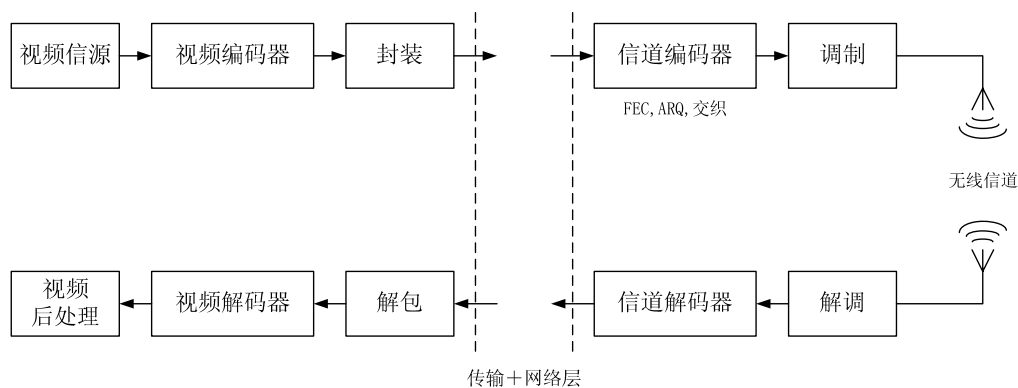 视频信源
视频编码器
封装
信道编码器
调制
FEC,ARQ,交织
无线信道
视频
后处理
视频解码器
解包
信道解码器
解调
传输＋网络层